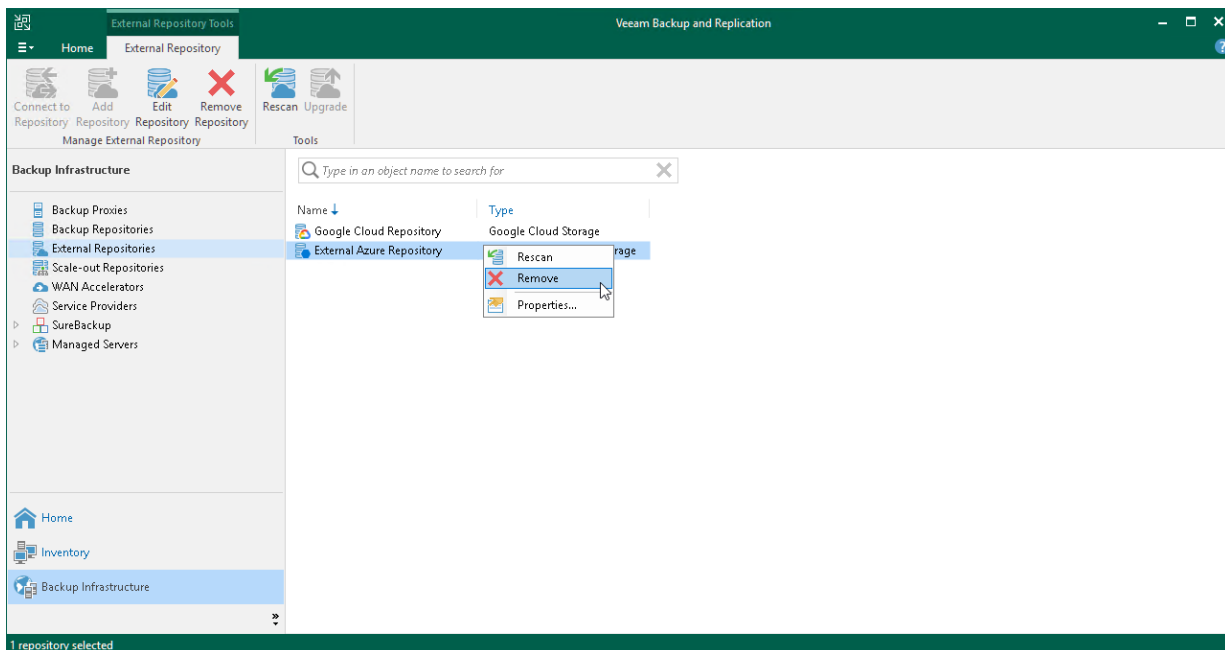 External Repository Tools
Veeam Backup and Replication
Home
External Repository
Connect to Repository
Add Repository
Edit Repository
Remove Repository
Rescan
Upgrade
Manage External Repository
Tools
Backup Infrastructure
Type in an object name to search for
Backup Proxies
Backup Repositories
External Repositories
Scale-out Repositories
WAN Accelerators
Service Providers
SureBackup
Managed Servers
Name
Type
Google Cloud Repository
Google Cloud Storage
External Azure Repository
rage
Rescan
Remove
Properties...
Home
Inventory
Backup Infrastructure
1 repository selected